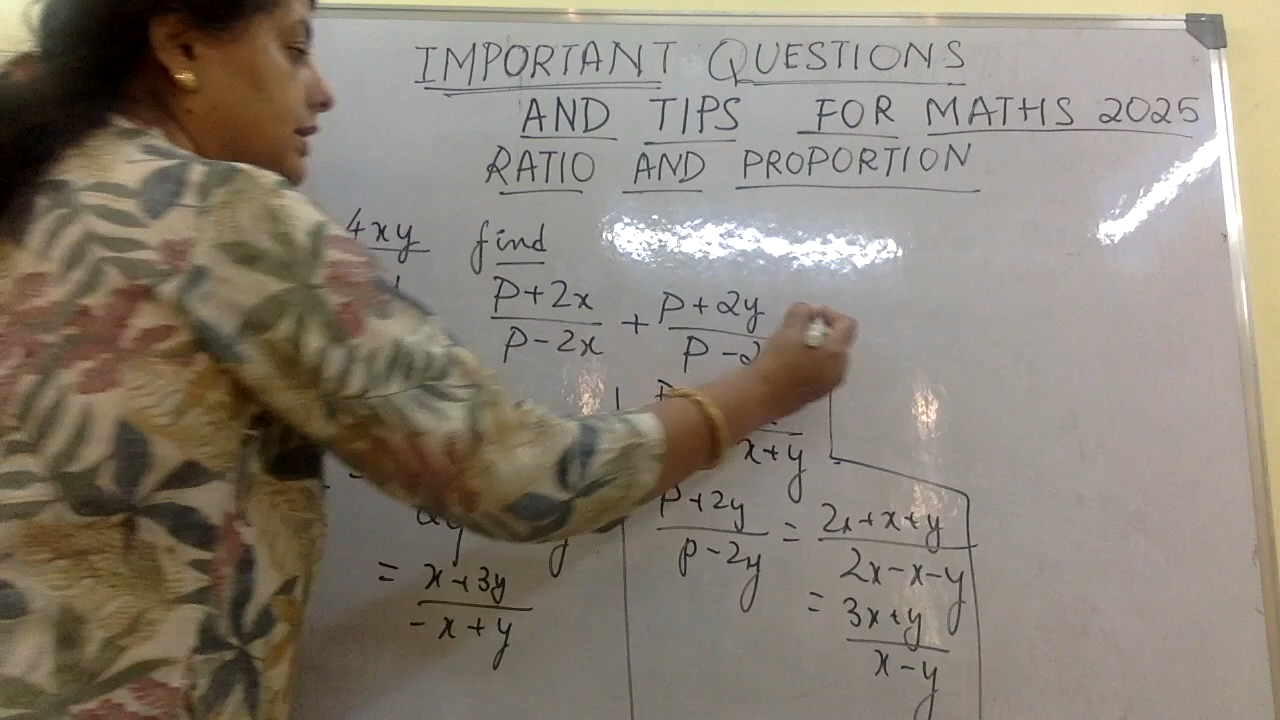 IMPORTANT QUESTIONS
AND TIPS FOR MATHS 2025
RATIO AND PROPORTION
4xy find
P+2x
P-2x
+
P+2y
P-2
x+y
= x+3y
-x+y
P+2y
P-2y
= 2x+x+y
2x-x-y
= 3x+y
x-y